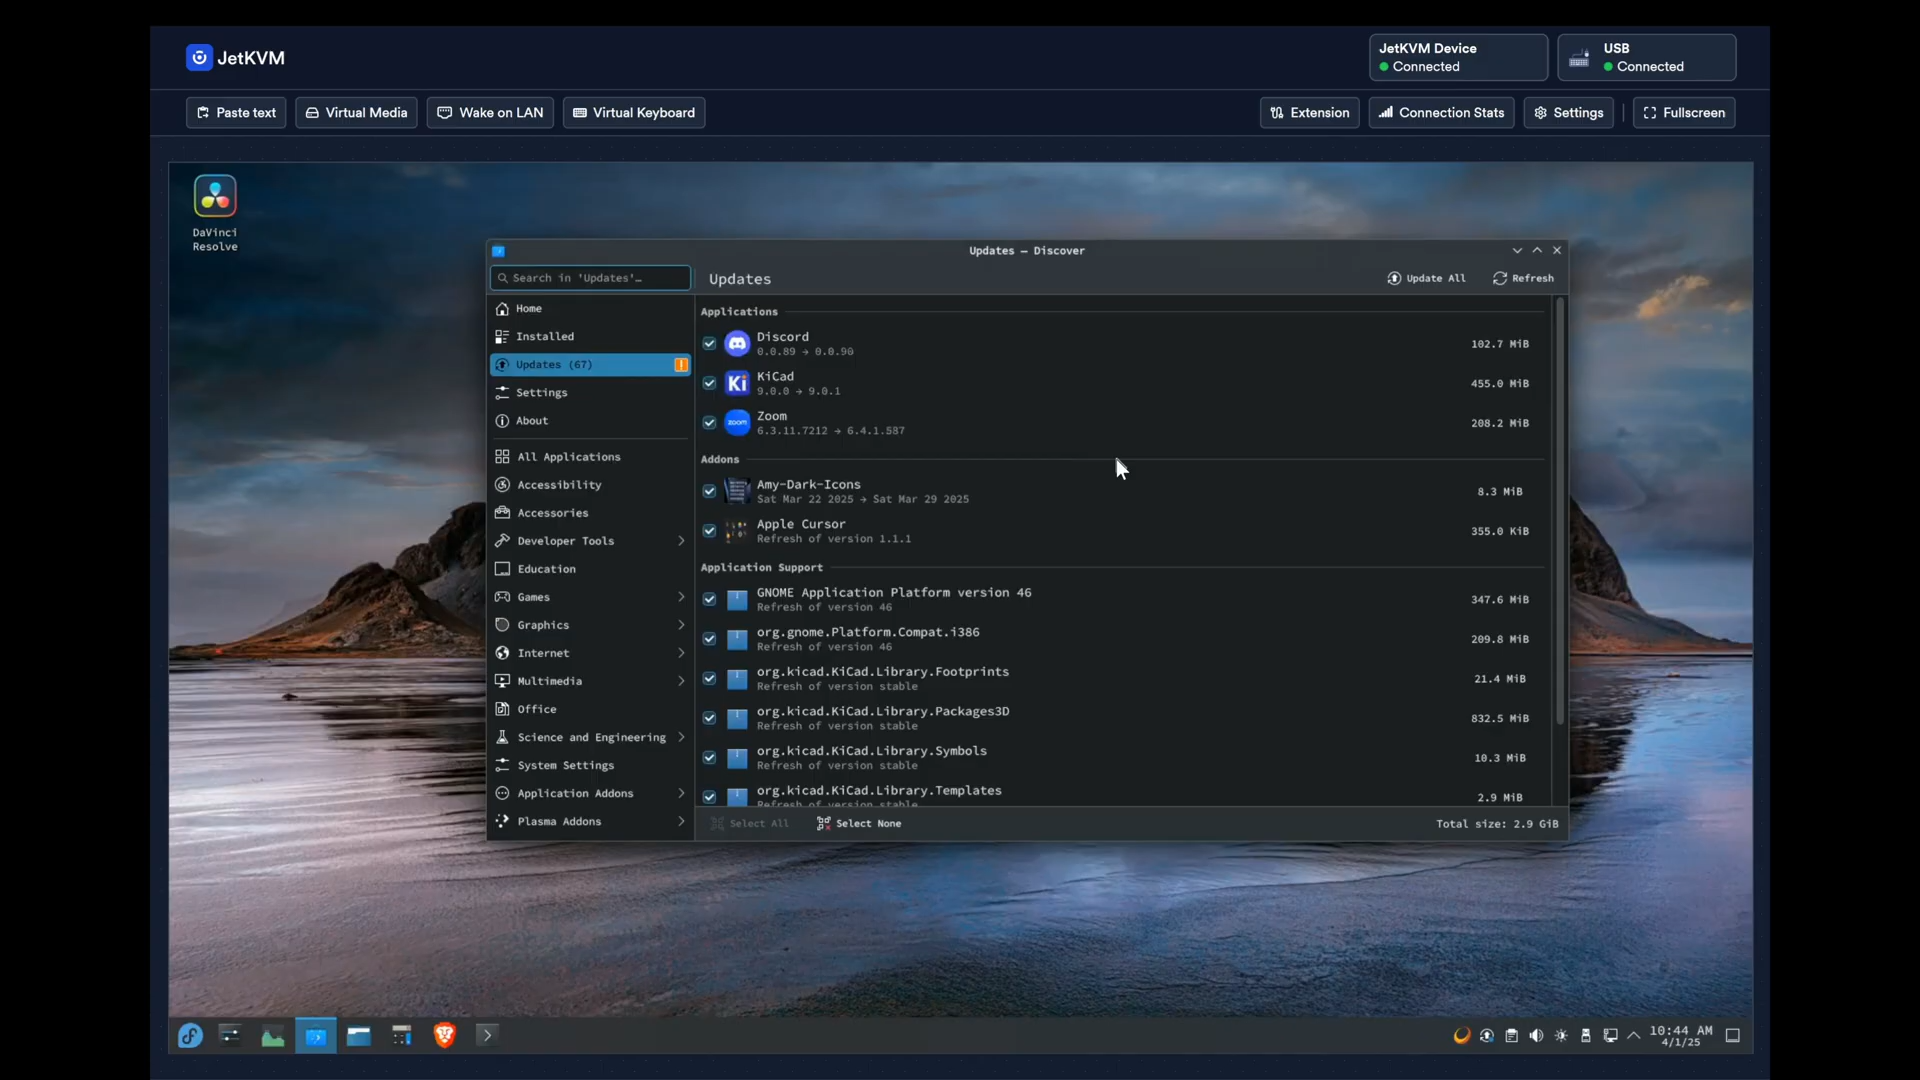 JetKVM
JetKVM Device
Connected
USB
Connected
Paste text
Virtual Media
Wake on LAN
Virtual Keyboard
Extension
Connection Stats
Settings
Fullscreen
DaVinci
Resolve
Updates — Discover
Search in 'Updates'…
Updates
Update All
Refresh
Home
Installed
Updates (67)
Settings
About
All Applications
Accessibility
Accessories
Developer Tools
Education
Games
Graphics
Internet
Multimedia
Office
Science and Engineering
System Settings
Application Addons
Plasma Addons
Applications
Discord
0.0.89 → 0.0.90
102.7 MiB
KiCad
9.0.0 → 9.0.1
455.0 MiB
Zoom
6.3.11.7212 → 6.4.1.587
208.2 MiB
Addons
Amy-Dark-Icons
Sat Mar 22 2025 → Sat Mar 29 2025
8.3 MiB
Apple Cursor
Refresh of version 1.1.1
355.0 KiB
Application Support
GNOME Application Platform version 46
Refresh of version 46
347.6 MiB
org.gnome.Platform.Compat.i386
Refresh of version 46
209.8 MiB
org.kicad.KiCad.Library.Footprints
Refresh of version stable
21.4 MiB
org.kicad.KiCad.Library.Packages3D
Refresh of version stable
832.5 MiB
org.kicad.KiCad.Library.Symbols
Refresh of version stable
10.3 MiB
org.kicad.KiCad.Library.Templates
Refresh of version stable
2.9 MiB
Select All
Select None
Total size: 2.9 GiB
Ki
zoom
10:44 AM
4/1/25